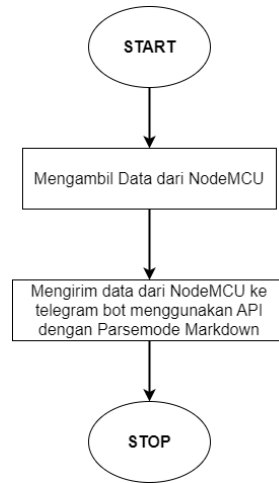 START
Mengambil Data dari NodeMCU
Mengirim data dari NodeMCU ke
telegram bot menggunakan API
dengan Parsemode Markdown
STOP